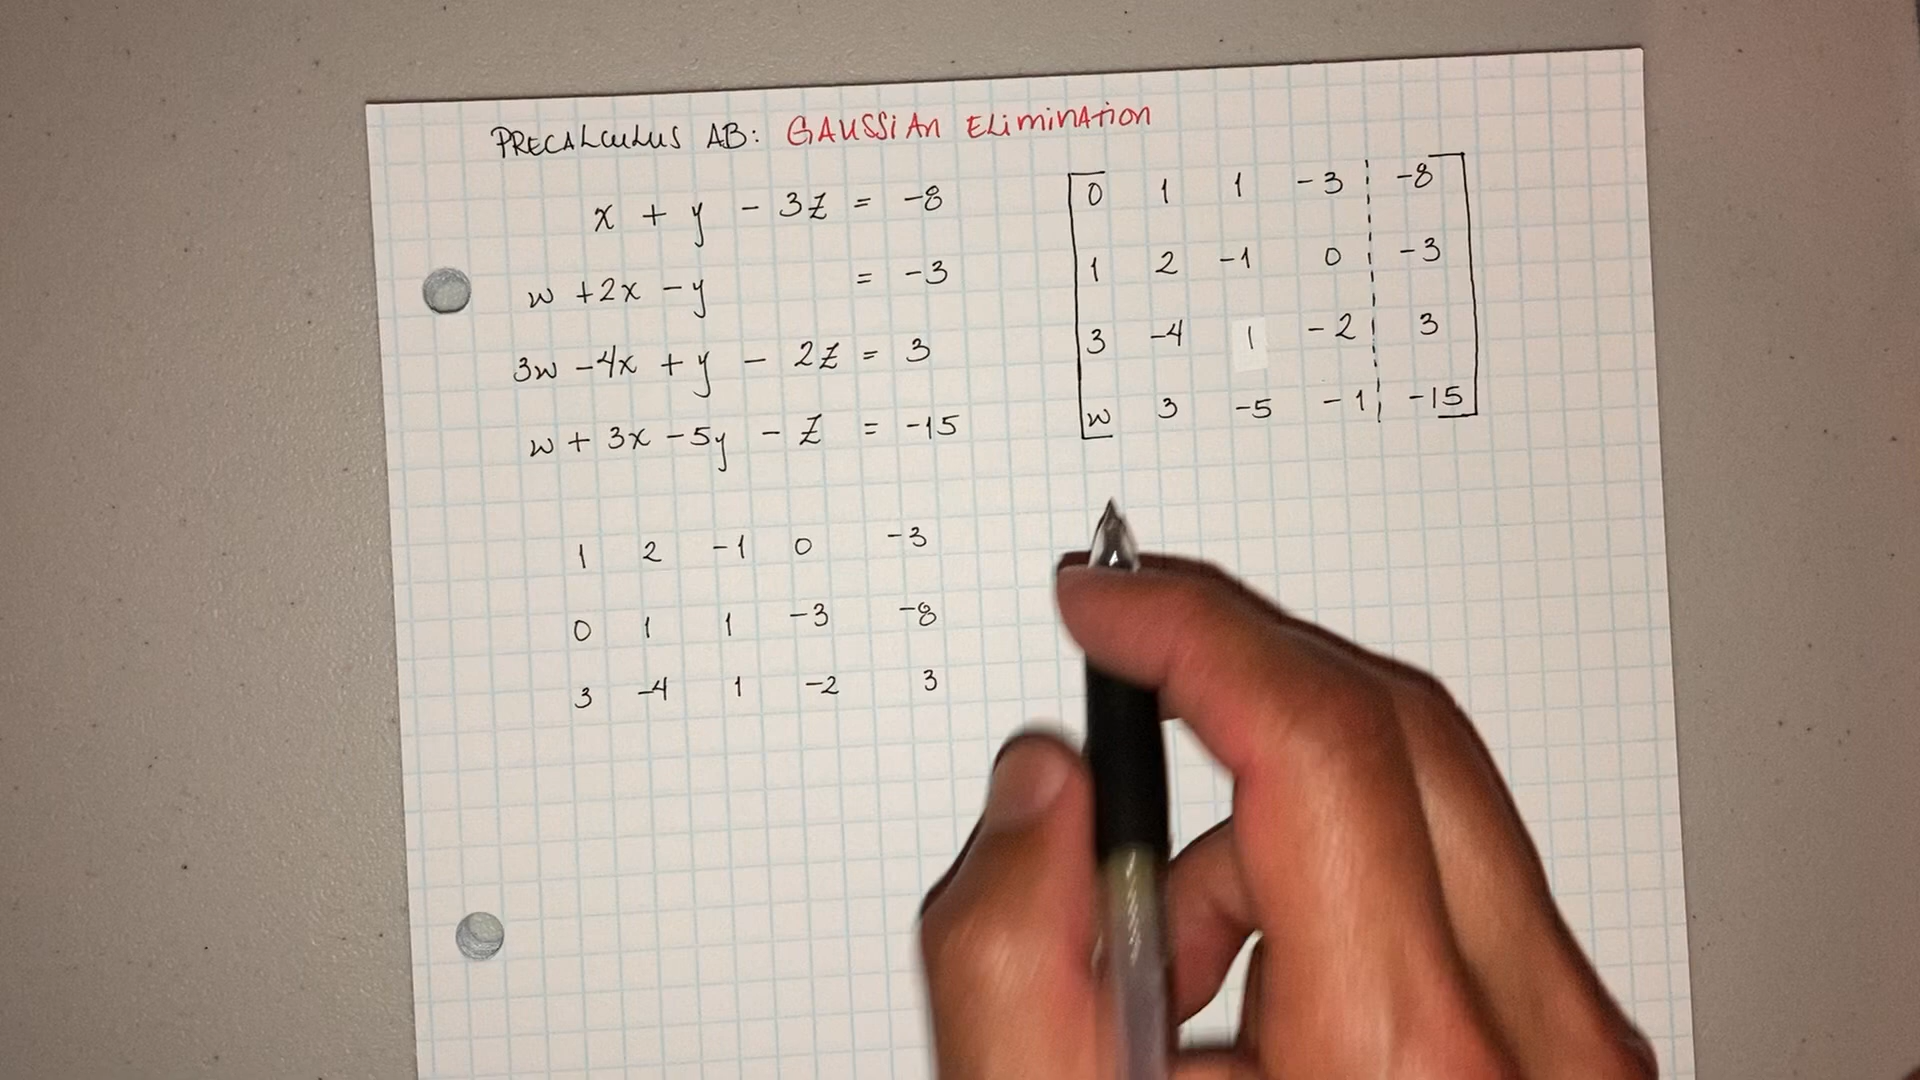 PRECALCULUS AB: GAUSSIAN ELIMINATION
x + y - 3z = -8
w + 2x - y = -3
3w - 4x + y - 2z = 3
w + 3x - 5y - z = -15
0 1 1 -3 -8
1 2 -1 0 -3
3 -4 1 -2 3
w 3 -5 -1 -15
1 2 -1 0 -3
0 1 1 -3 -8
3 -4 1 -2 3